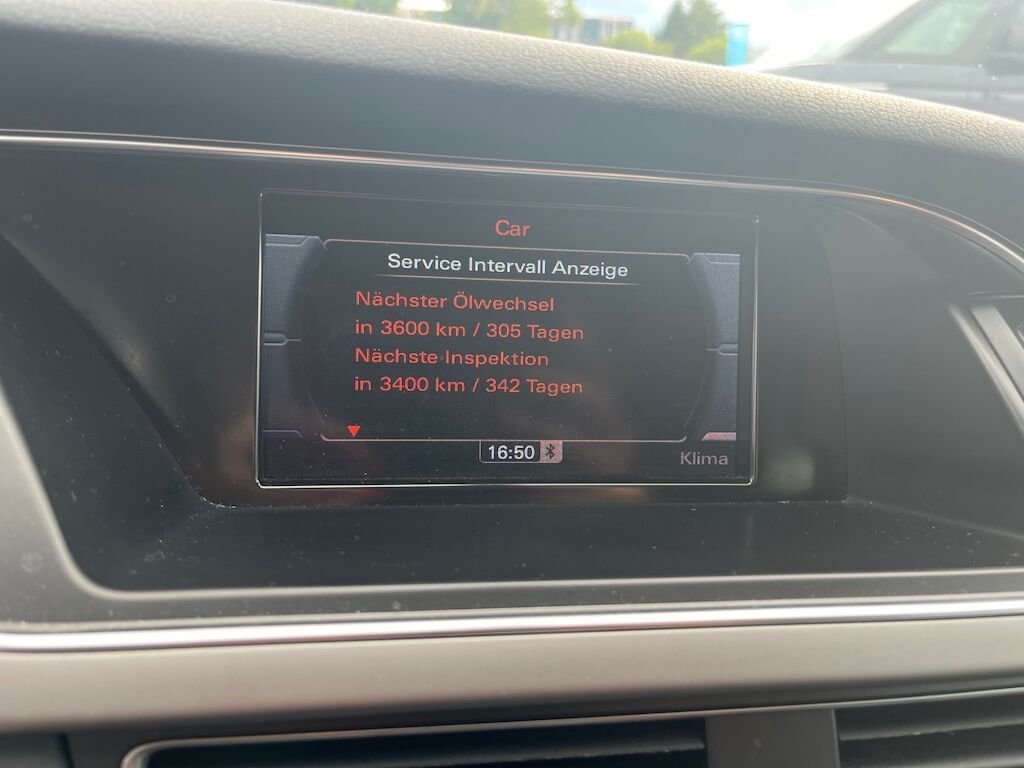 Car
Service Intervall Anzeige
Nächster Ölwechsel
in 3600 km / 305 Tagen
Nächste Inspektion
in 3400 km / 342 Tagen
16:50
Klima